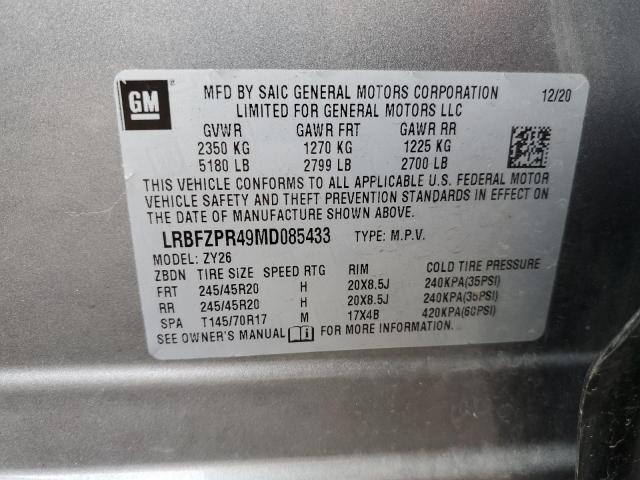 GM
MFD BY SAIC GENERAL MOTORS CORPORATION 12/20
LIMITED FOR GENERAL MOTORS LLC
GVWR GAWR FRT GAWR RR
2350 KG 1270 KG 1225 KG
5180 LB 2799 LB 2700 LB
THIS VEHICLE CONFORMS TO ALL APPLICABLE U.S. FEDERAL MOTOR
VEHICLE SAFETY AND THEFT PREVENTION STANDARDS IN EFFECT ON
THE DATE OF MANUFACTURE SHOWN ABOVE.
LRBFZPR49MD085433 TYPE: M.P.V.
MODEL: ZY26
ZBDN TIRE SIZE SPEED RTG RIM COLD TIRE PRESSURE
FRT 245/45R20 H 20X8.5J 240KPA(35PSI)
RR 245/45R20 H 20X8.5J 240KPA(35PSI)
SPA T145/70R17 M 17X4B 420KPA(60PSI)
SEE OWNER'S MANUAL FOR MORE INFORMATION.